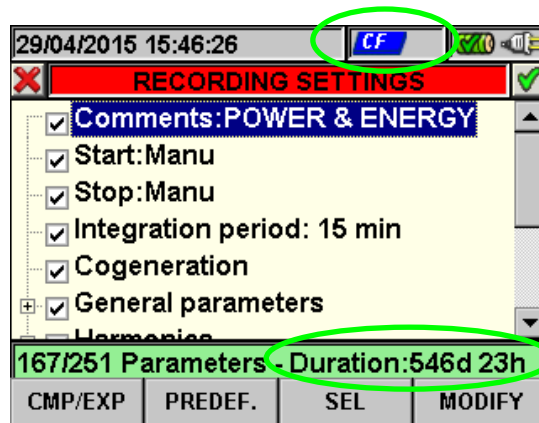 29/04/2015 15:46:26 CF
RECORDING SETTINGS
Comments:POWER & ENERGY
Start:Manu
Stop:Manu
Integration period: 15 min
Cogeneration
General parameters
Harmonics
167/251 Parameters - Duration:546d 23h
CMP/EXP PREDEF. SEL MODIFY